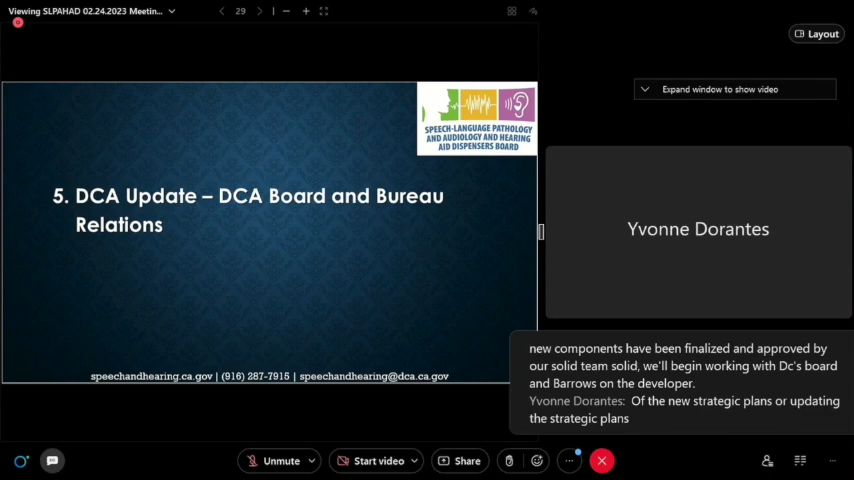 Viewing SLPAHAD 02.24.2023 Meetin...
29
Layout
Expand window to show video
SPEECH-LANGUAGE PATHOLOGY
AND AUDIOLOGY AND HEARING
AID DISPENSERS BOARD
5. DCA Update – DCA Board and Bureau
Relations
Yvonne Dorantes
new components have been finalized and approved by
our solid team solid, we'll begin working with Dc's board
and Barrows on the developer.
Yvonne Dorantes: Of the new strategic plans or updating
the strategic plans
speechandhearing.ca.gov | (916) 287-7915 | speechandhearing@dca.ca.gov
Unmute
Start video
Share